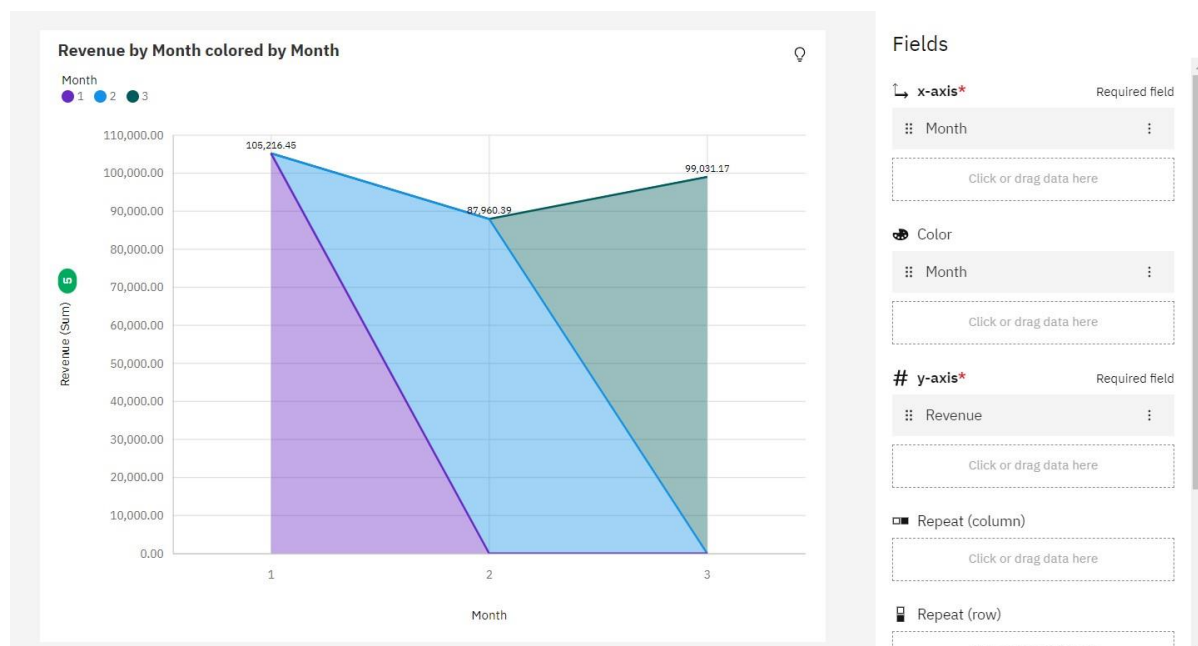 Revenue by Month colored by Month
Month
1 2 3
110,000.00
100,000.00
90,000.00
80,000.00
70,000.00
60,000.00
50,000.00
40,000.00
30,000.00
20,000.00
10,000.00
0.00
105,216.45
87,960.39
99,031.17
Revenue (Sum) 5
1 2 3
Month
Fields
x-axis* Required field
Month
Click or drag data here
Color
Month
Click or drag data here
# y-axis* Required field
Revenue
Click or drag data here
Repeat (column)
Click or drag data here
Repeat (row)